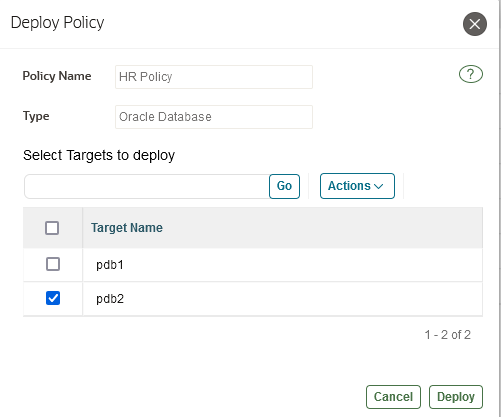 Deploy Policy
Policy Name HR Policy ?
Type Oracle Database
Select Targets to deploy
Go Actions
Target Name
pdb1
pdb2
1 - 2 of 2
Cancel Deploy